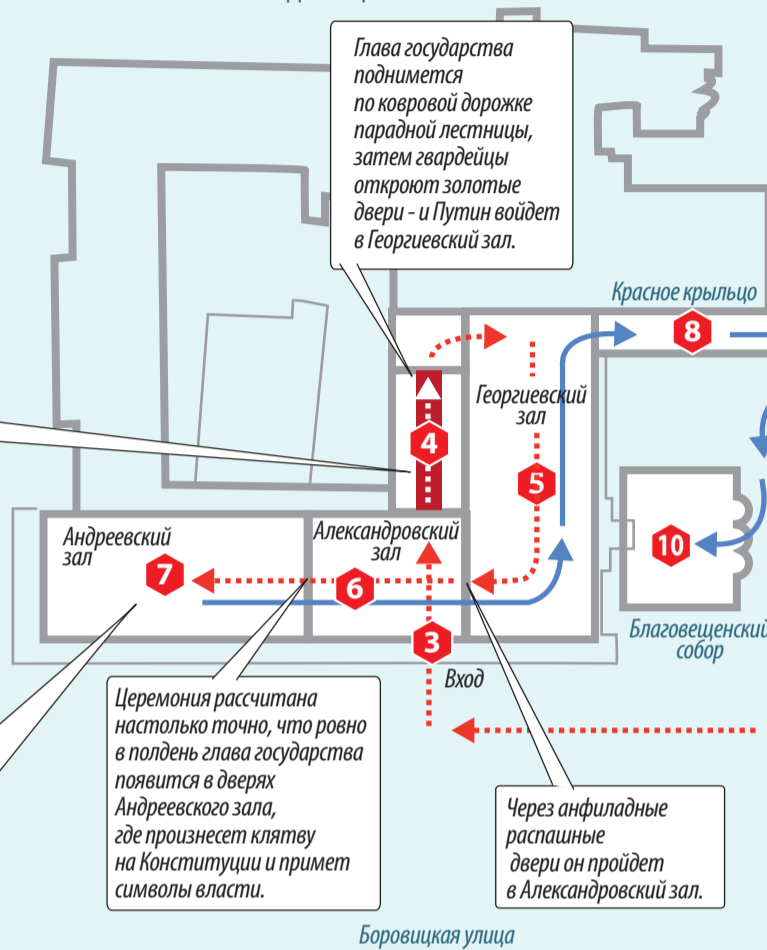 Глава государства
поднимется
по ковровой дорожке
парадной лестницы,
затем гвардейцы
откроют золотые
двери - и Путин войдет
в Георгиевский зал.
Красное крыльцо
8
Георгиевский
зал
4
5
Андреевский
зал
Александровский
зал
7
6
10
3
Благовещенский
собор
Вход
Церемония рассчитана
настолько точно, что ровно
в полдень глава государства
появится в дверях
Андреевского зала,
где произнесет клятву
на Конституции и примет
символы власти.
Через анфиладные
распашные
двери он пройдет
в Александровский зал.
Боровицкая улица